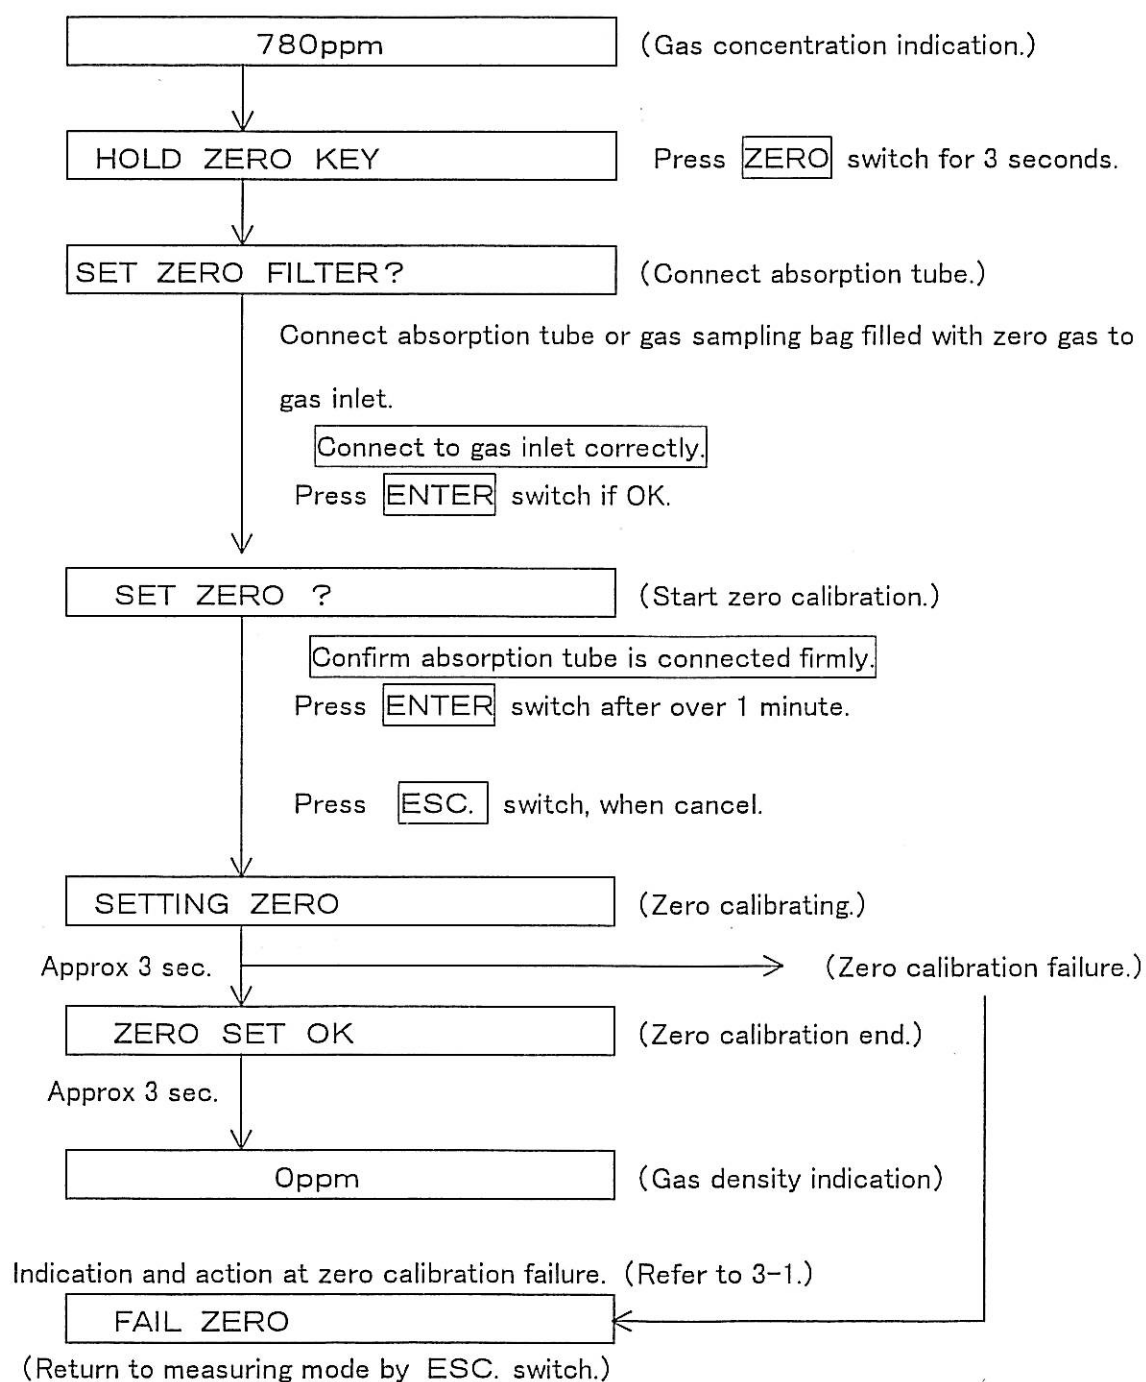 780ppm (Gas concentration indication.)
HOLD ZERO KEY Press ZERO switch for 3 seconds.
SET ZERO FILTER? (Connect absorption tube.)
Connect absorption tube or gas sampling bag filled with zero gas to
gas inlet.
Connect to gas inlet correctly.
Press ENTER switch if OK.
SET ZERO ? (Start zero calibration.)
Confirm absorption tube is connected firmly.
Press ENTER switch after over 1 minute.
Press ESC. switch, when cancel.
SETTING ZERO (Zero calibrating.)
Approx 3 sec. (Zero calibration failure.)
ZERO SET OK (Zero calibration end.)
Approx 3 sec.
0ppm (Gas density indication)
Indication and action at zero calibration failure. (Refer to 3-1.)
FAIL ZERO
(Return to measuring mode by ESC. switch.)